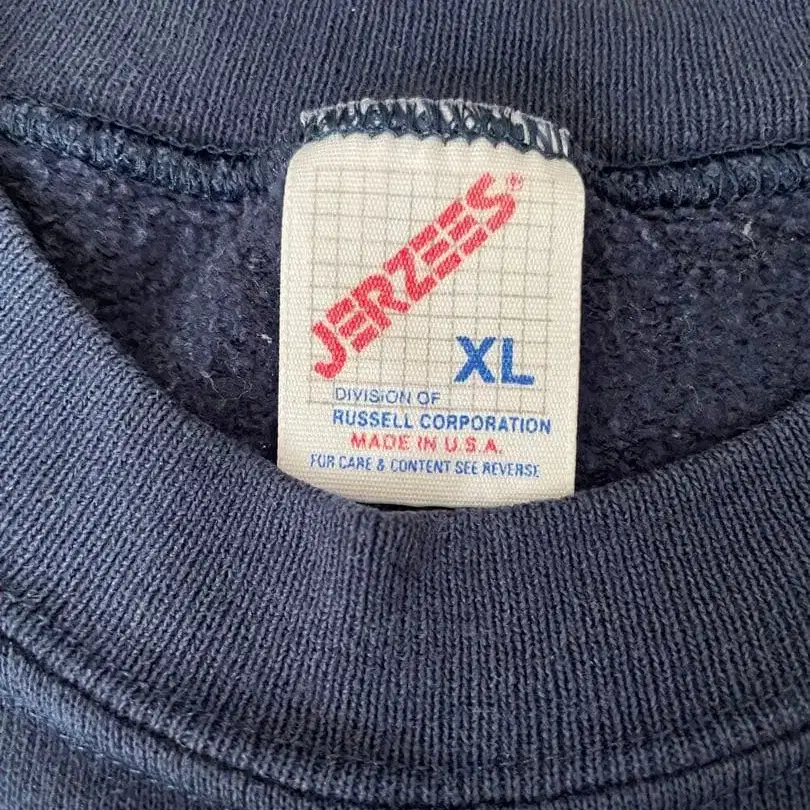 JERZEES®
XL
DIVISION OF
RUSSELL CORPORATION
MADE IN U.S.A.
FOR CARE & CONTENT SEE REVERSE